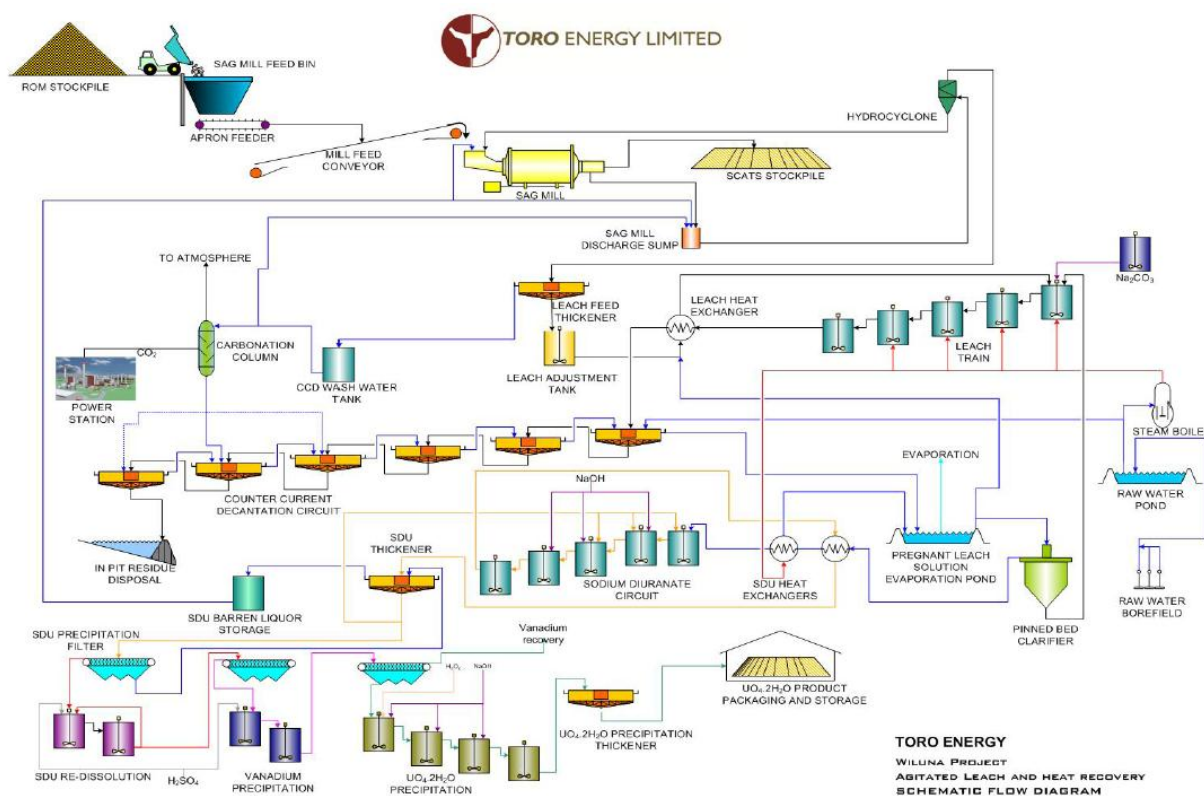 TORO ENERGY LIMITED
SAG MILL FEED BIN
ROM STOCKPILE
APRON FEEDER
MILL FEED
CONVEYOR
SAG MILL
SCATS STOCKPILE
HYDROCYCLONE
SAG MILL
DISCHARGE SUMP
TO ATMOSPHERE
Na₂CO₃
LEACH FEED
THICKENER
LEACH HEAT
EXCHANGER
LEACH
TRAIN
CO₂
CARBONATION
COLUMN
CCD WASH WATER
TANK
LEACH ADJUSTMENT
TANK
POWER
STATION
STEAM BOILE
EVAPORATION
RAW WATER
POND
COUNTER CURRENT
DECANTATION CIRCUIT
NaOH
SDU
THICKENER
IN PIT RESIDUE
DISPOSAL
SODIUM DIURANATE
CIRCUIT
SDU HEAT
EXCHANGERS
PREGNANT LEACH
SOLUTION
EVAPORATION POND
SDU BARREN LIQUOR
STORAGE
PINNED BED
CLARIFIER
RAW WATER
BOREFIELD
SDU PRECIPITATION
FILTER
Vanadium
recovery
H₂O₂
NaOH
UO₄.2H₂O PRODUCT
PACKAGING AND STORAGE
UO₄.2H₂O PRECIPITATION
THICKENER
SDU RE-DISSOLUTION
H₂SO₄
VANADIUM
PRECIPITATION
UO₄.2H₂O
PRECIPITATION
TORO ENERGY
WILUNA PROJECT
AGITATED LEACH AND HEAT RECOVERY
SCHEMATIC FLOW DIAGRAM